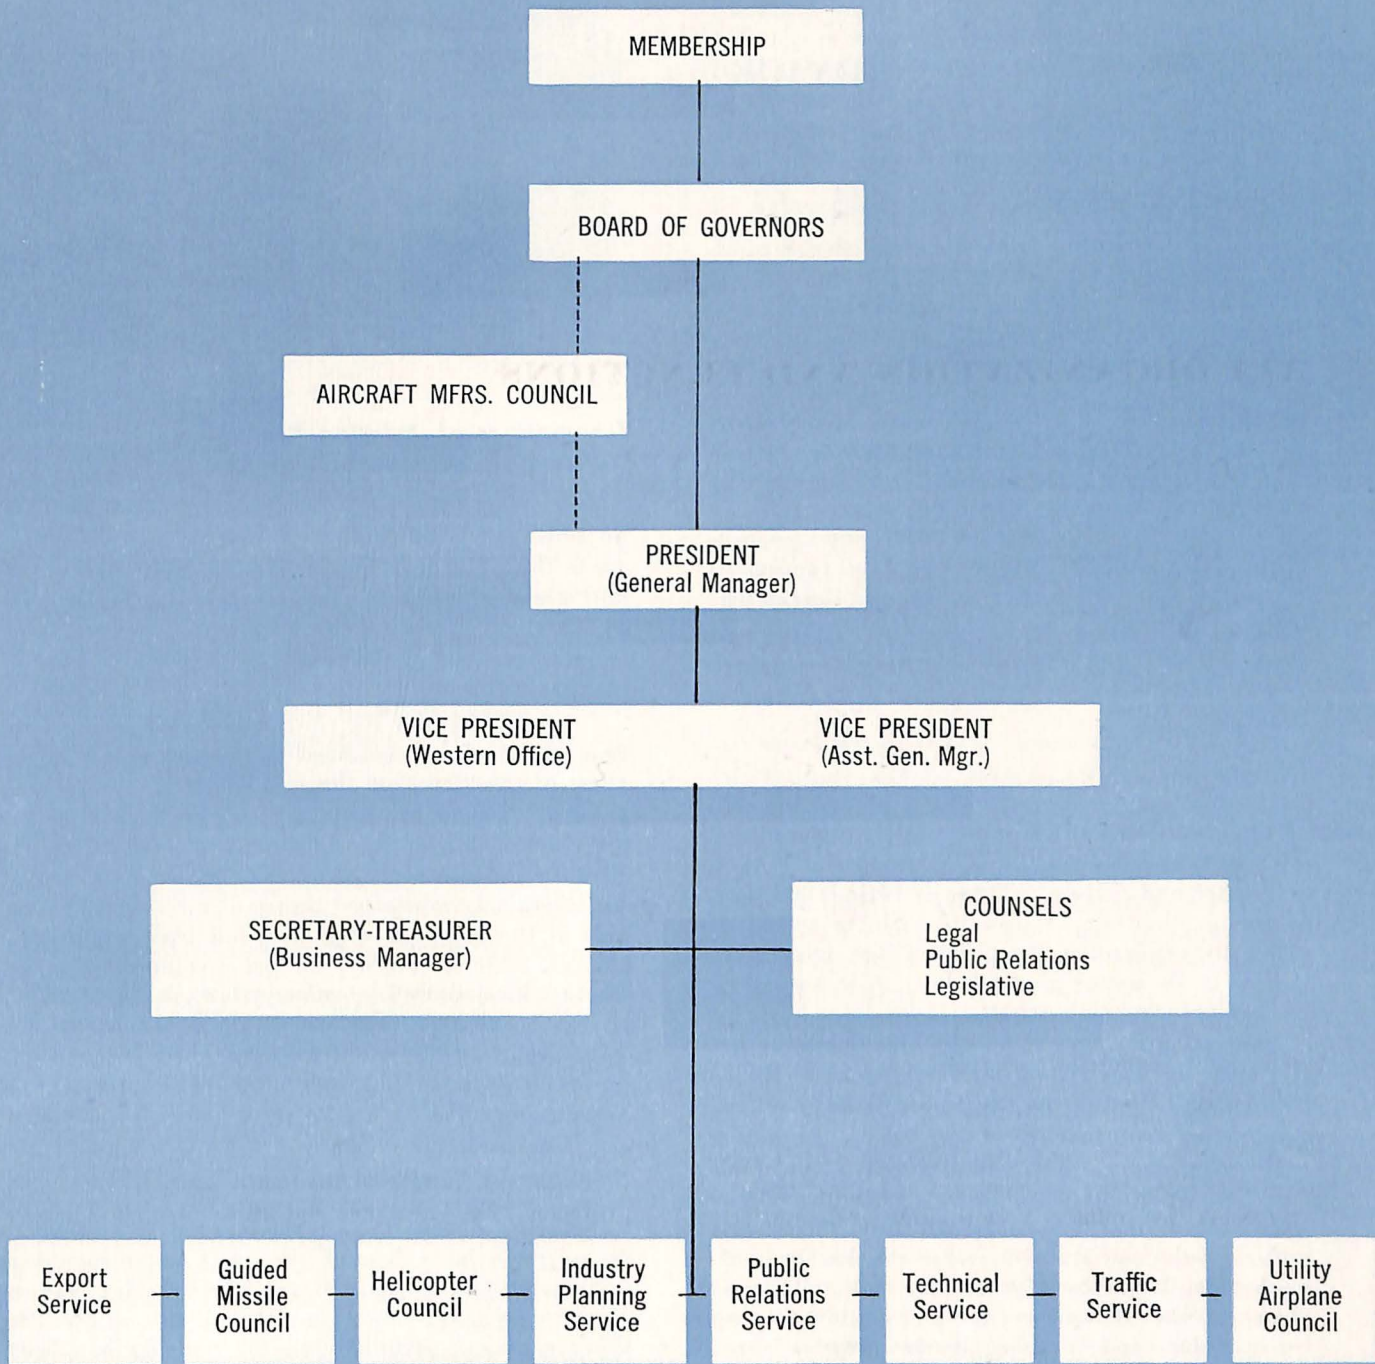 MEMBERSHIP
BOARD OF GOVERNORS
AIRCRAFT MFRS. COUNCIL
PRESIDENT
(General Manager)
VICE PRESIDENT
(Western Office)
VICE PRESIDENT
(Asst. Gen. Mgr.)
SECRETARY-TREASURER
(Business Manager)
COUNSELS
Legal
Public Relations
Legislative
Export
Service
Guided
Missile
Council
Helicopter
Council
Industry
Planning
Service
Public
Relations
Service
Technical
Service
Traffic
Service
Utility
Airplane
Council